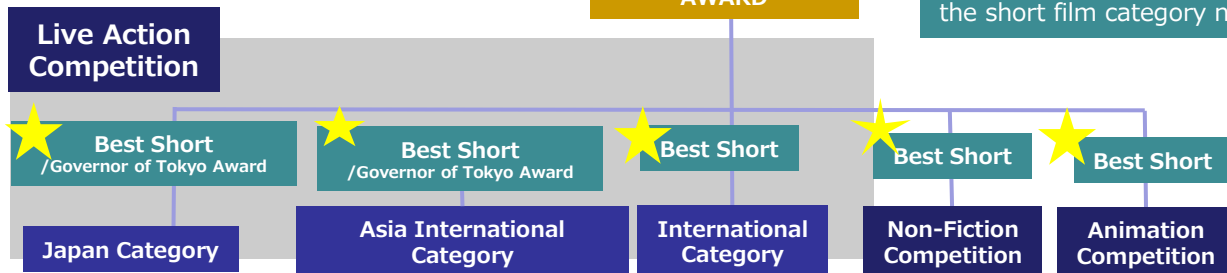 AWARD
the short film category
Live Action
Competition
Best Short
/Governor of Tokyo Award
Best Short
/Governor of Tokyo Award
Best Short
Best Short
Best Short
Japan Category
Asia International
Category
International
Category
Non-Fiction
Competition
Animation
Competition